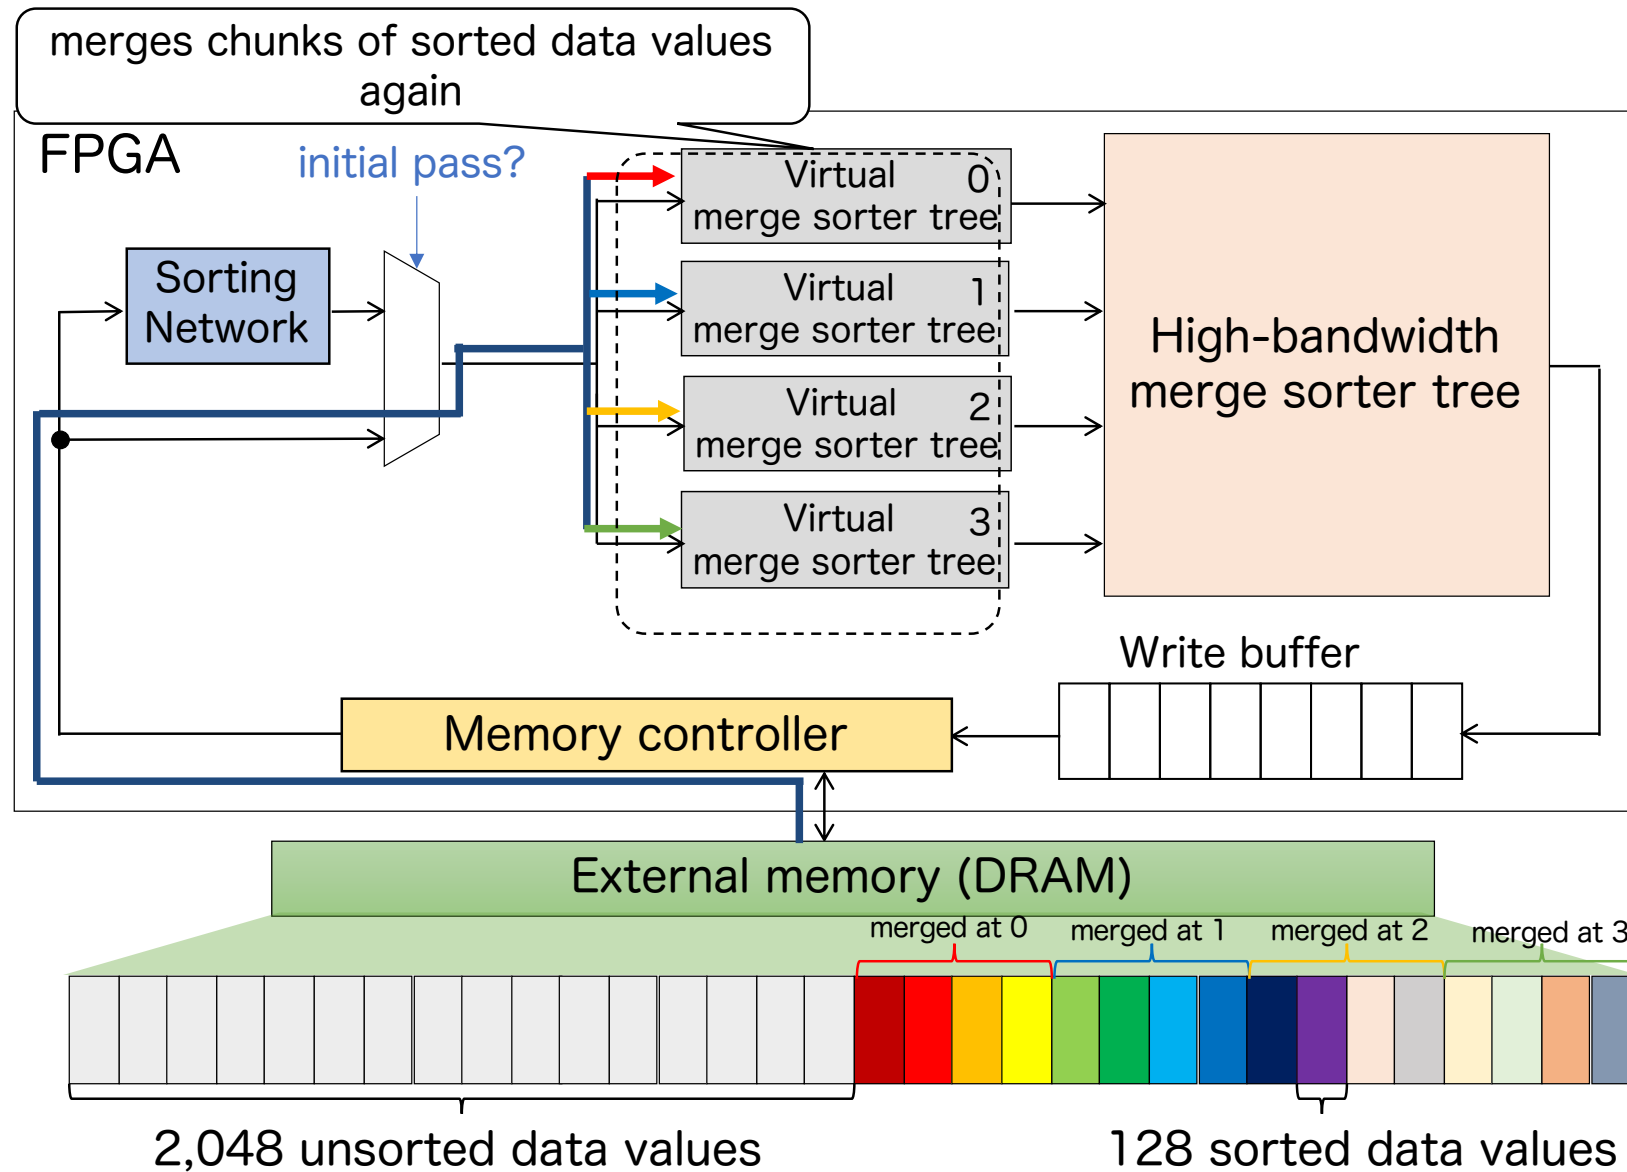 merges chunks of sorted data values
again
FPGA
initial pass?
Sorting
Network
Virtual 0
merge sorter tree
Virtual 1
merge sorter tree
Virtual 2
merge sorter tree
Virtual 3
merge sorter tree
High-bandwidth
merge sorter tree
Write buffer
Memory controller
External memory (DRAM)
merged at 0
merged at 1
merged at 2
merged at 3
2,048 unsorted data values
128 sorted data values